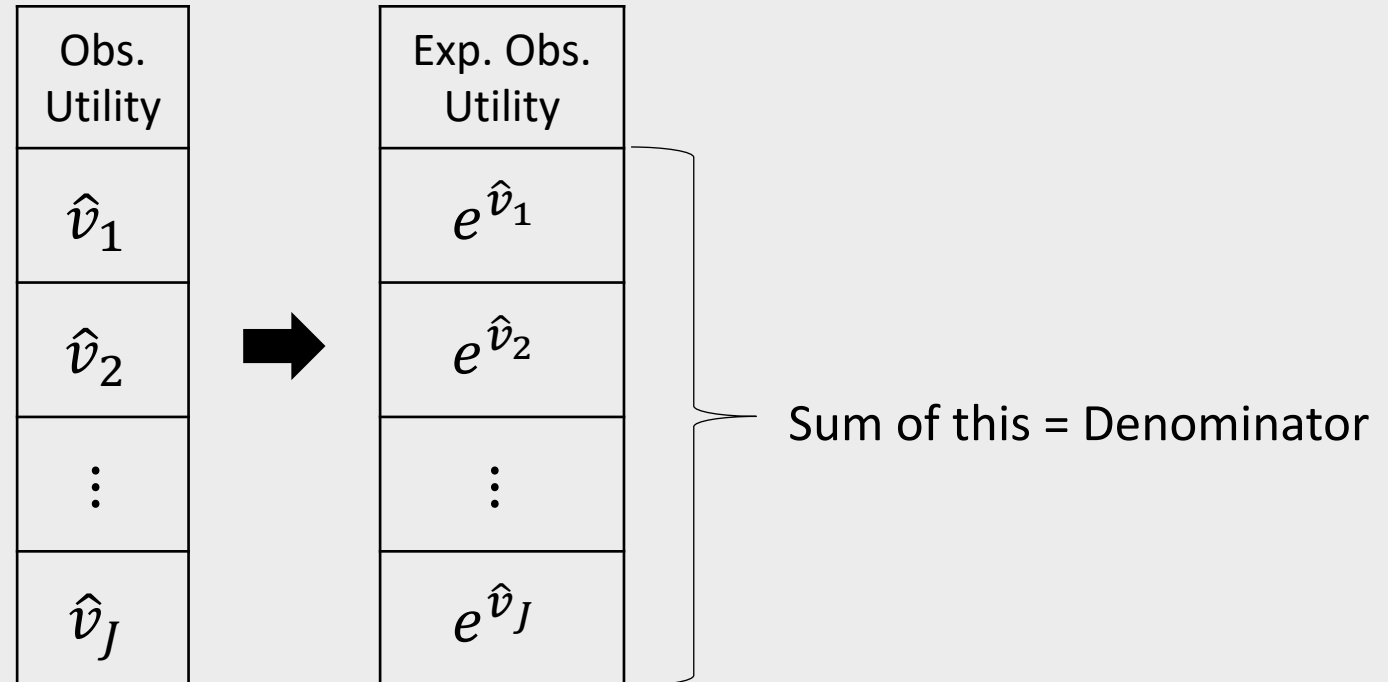 Obs.
Utility
Exp. Obs.
Utility
v̂₁
e^v̂₁
v̂₂
e^v̂₂
⋮
⋮
v̂_J
e^v̂_J
Sum of this = Denominator